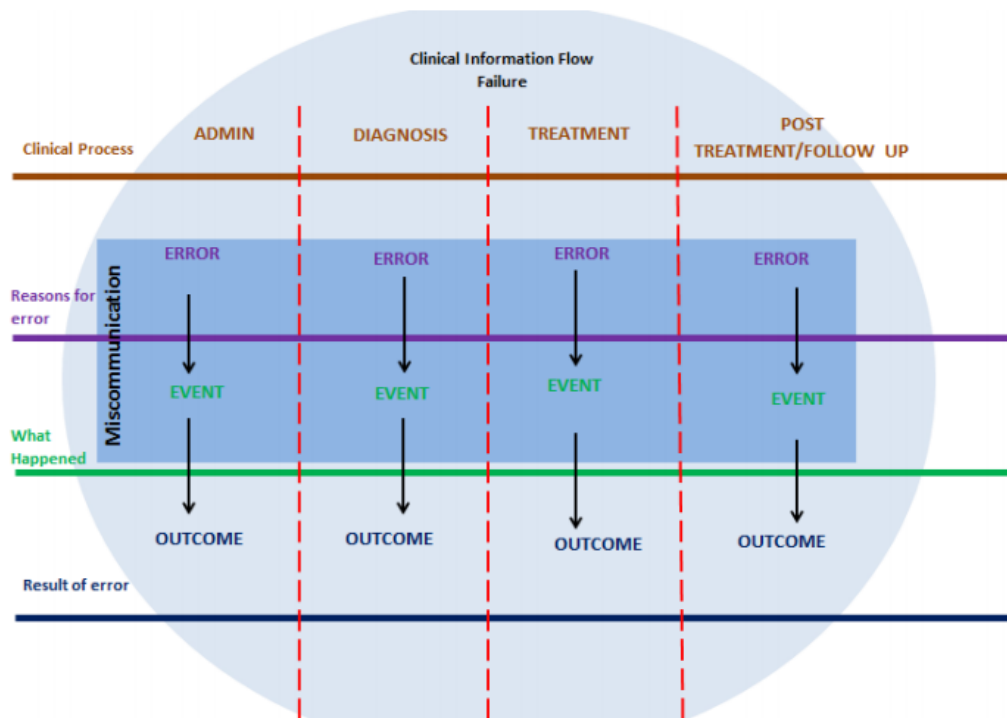 Clinical Information Flow
Failure
ADMIN
DIAGNOSIS
TREATMENT
POST
TREATMENT/FOLLOW UP
Clinical Process
ERROR
ERROR
ERROR
ERROR
Reasons for
error
Miscommunication
EVENT
EVENT
EVENT
EVENT
What
Happened
OUTCOME
OUTCOME
OUTCOME
OUTCOME
Result of error